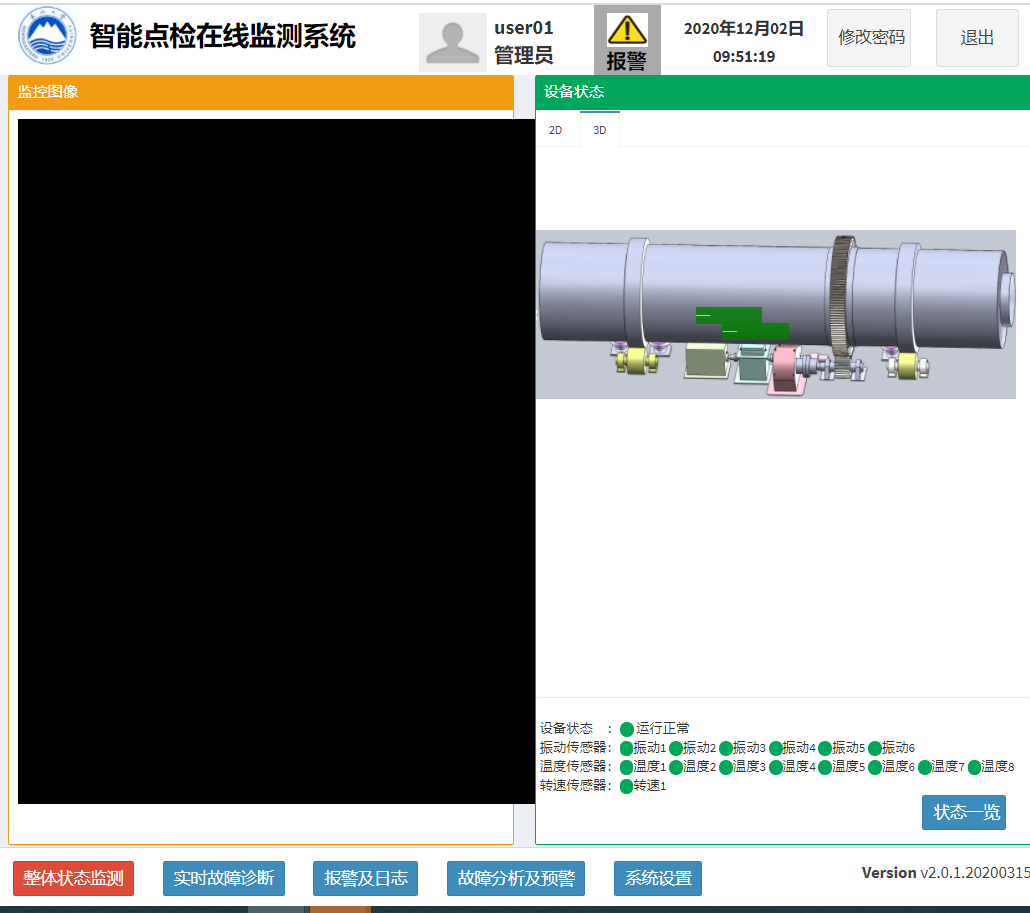 智能点检在线监测系统
user01
管理员
报警
2020年12月02日
09:51:19
修改密码
退出
监控图像
设备状态
2D
3D
设备状态 : 运行正常
振动传感器: 振动1 振动2 振动3 振动4 振动5 振动6
温度传感器: 温度1 温度2 温度3 温度4 温度5 温度6 温度7 温度8
转速传感器: 转速1
状态一览
整体状态监测
实时故障诊断
报警及日志
故障分析及预警
系统设置
Version v2.0.1.20200315